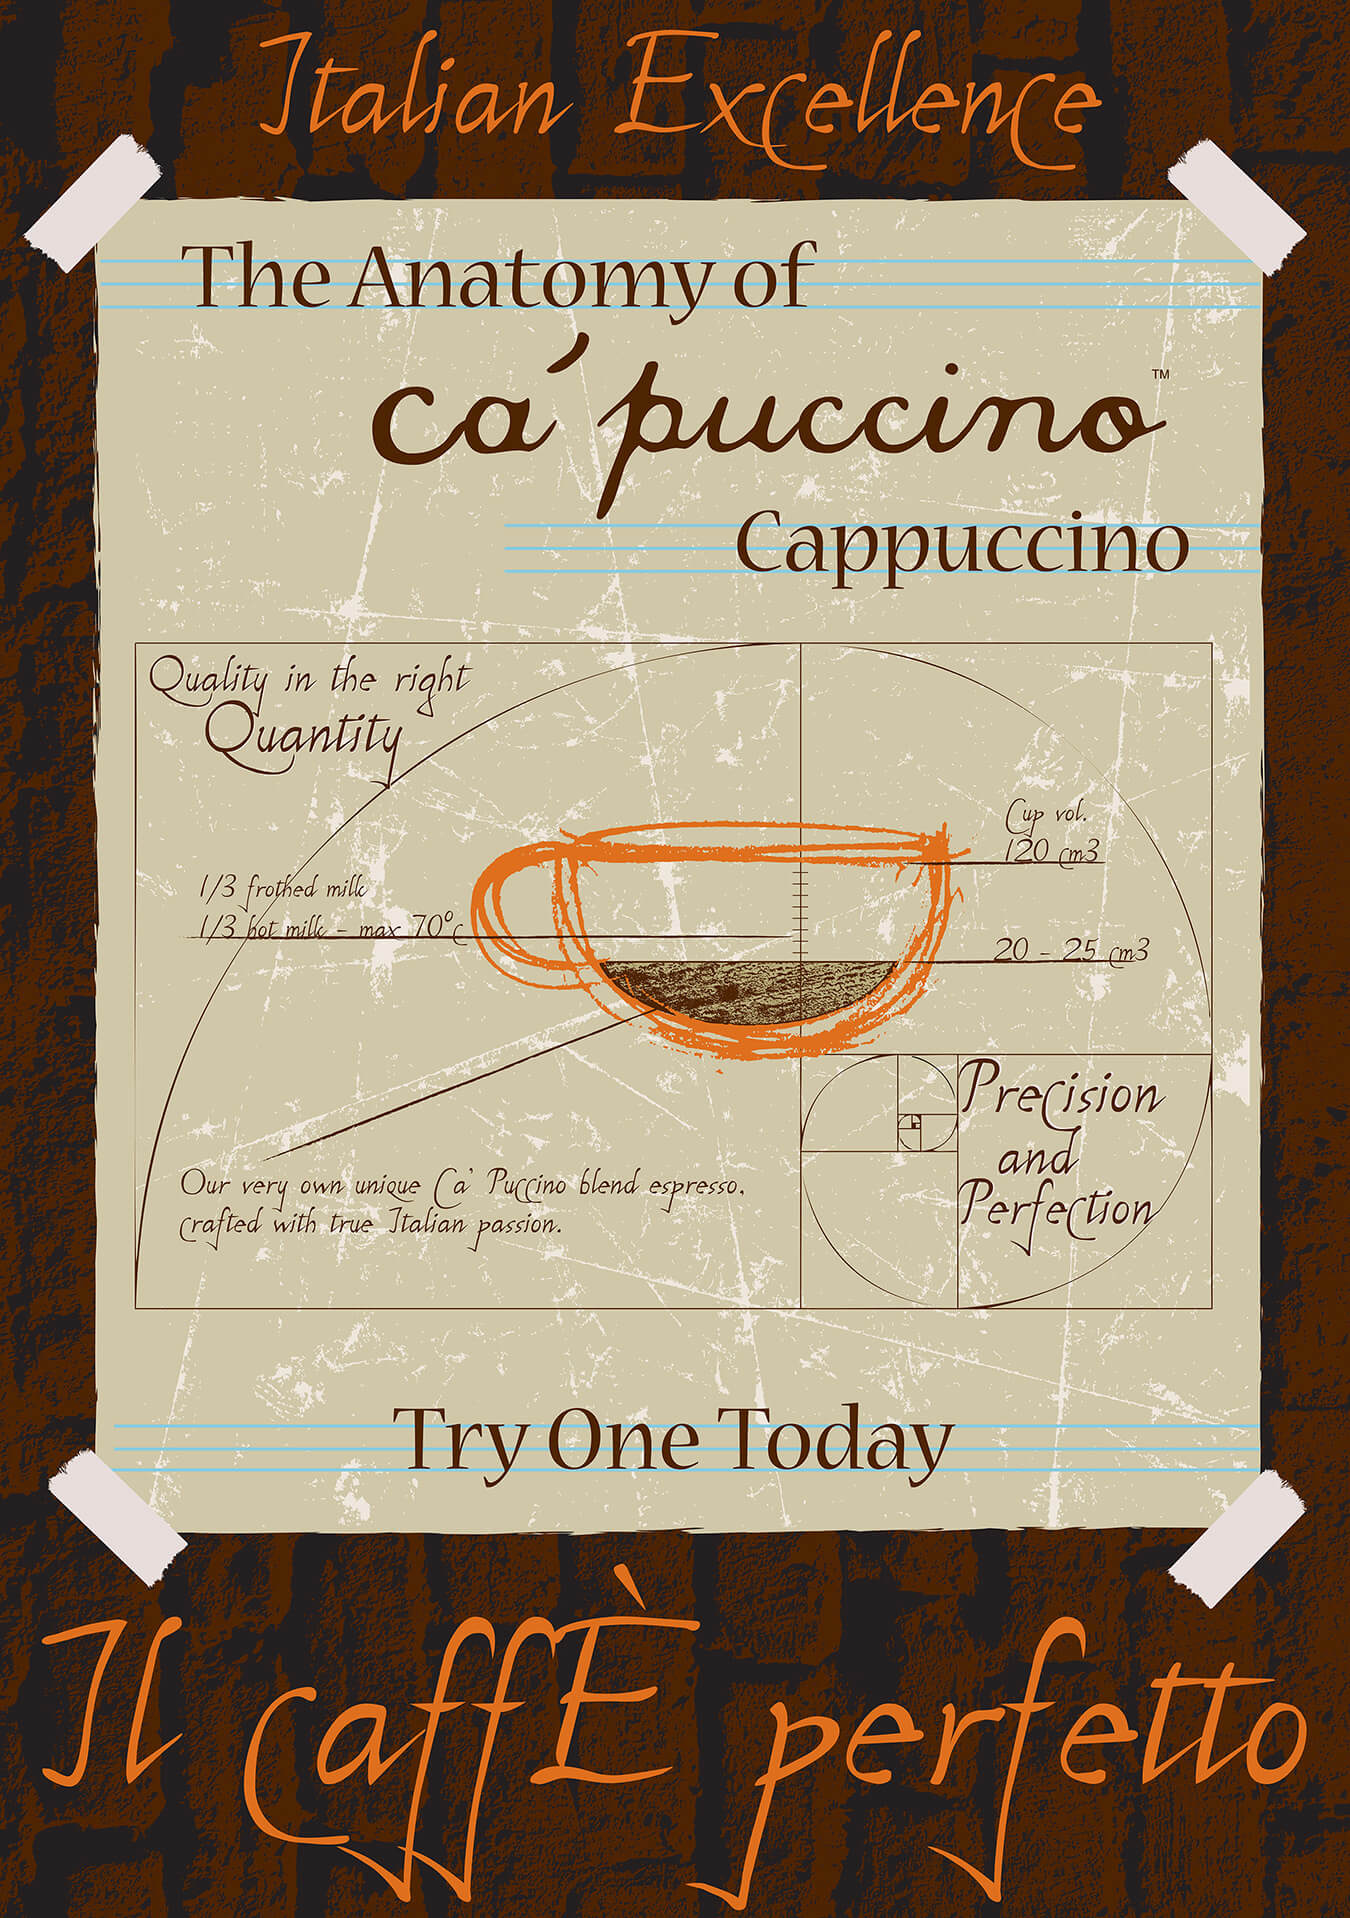 Italian Excellence
The Anatomy of
ca'puccino™
Cappuccino
Quality in the right
Quantity
Cup vol.
120 cm3
1/3 frothed milk
1/3 hot milk - max 70°c
20 - 25 cm3
Precision
and
Perfection
Our very own unique Ca' Puccino blend espresso,
crafted with true Italian passion.
Try One Today
Il caffÈ perfetto